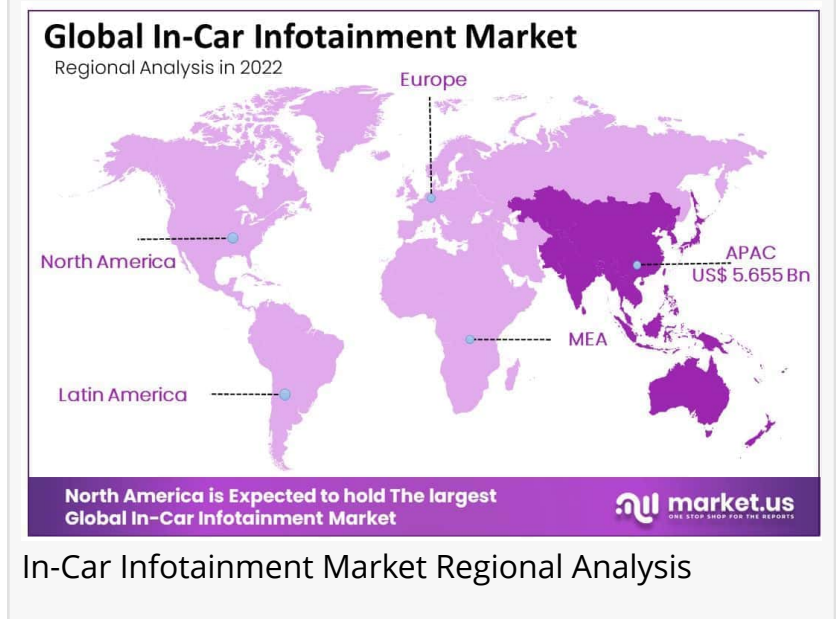 Global In-Car Infotainment Market
Regional Analysis in 2022
Europe
North America
APAC
US$ 5.655 Bn
MEA
Latin America
North America is Expected to hold The largest
Global In-Car Infotainment Market
market.us
ONE STOP SHOP FOR THE REPORTS
In-Car Infotainment Market Regional Analysis